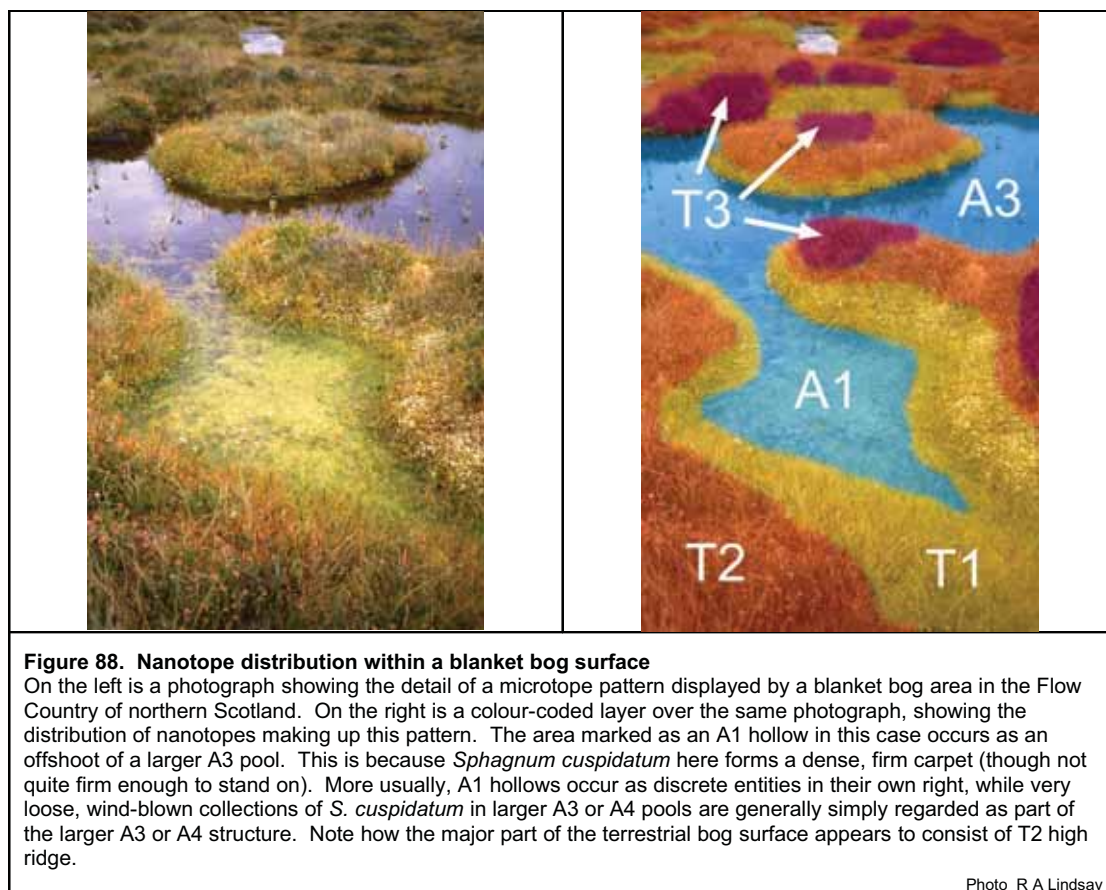 T3
A3
A1
T2
T1
Figure 88. Nanotope distribution within a blanket bog surface
On the left is a photograph showing the detail of a microtope pattern displayed by a blanket bog area in the Flow
Country of northern Scotland. On the right is a colour-coded layer over the same photograph, showing the
distribution of nanotopes making up this pattern. The area marked as an A1 hollow in this case occurs as an
offshoot of a larger A3 pool. This is because Sphagnum cuspidatum here forms a dense, firm carpet (though not
quite firm enough to stand on). More usually, A1 hollows occur as discrete entities in their own right, while very
loose, wind-blown collections of S. cuspidatum in larger A3 or A4 pools are generally simply regarded as part of
the larger A3 or A4 structure. Note how the major part of the terrestrial bog surface appears to consist of T2 high
ridge.
Photo R A Lindsay